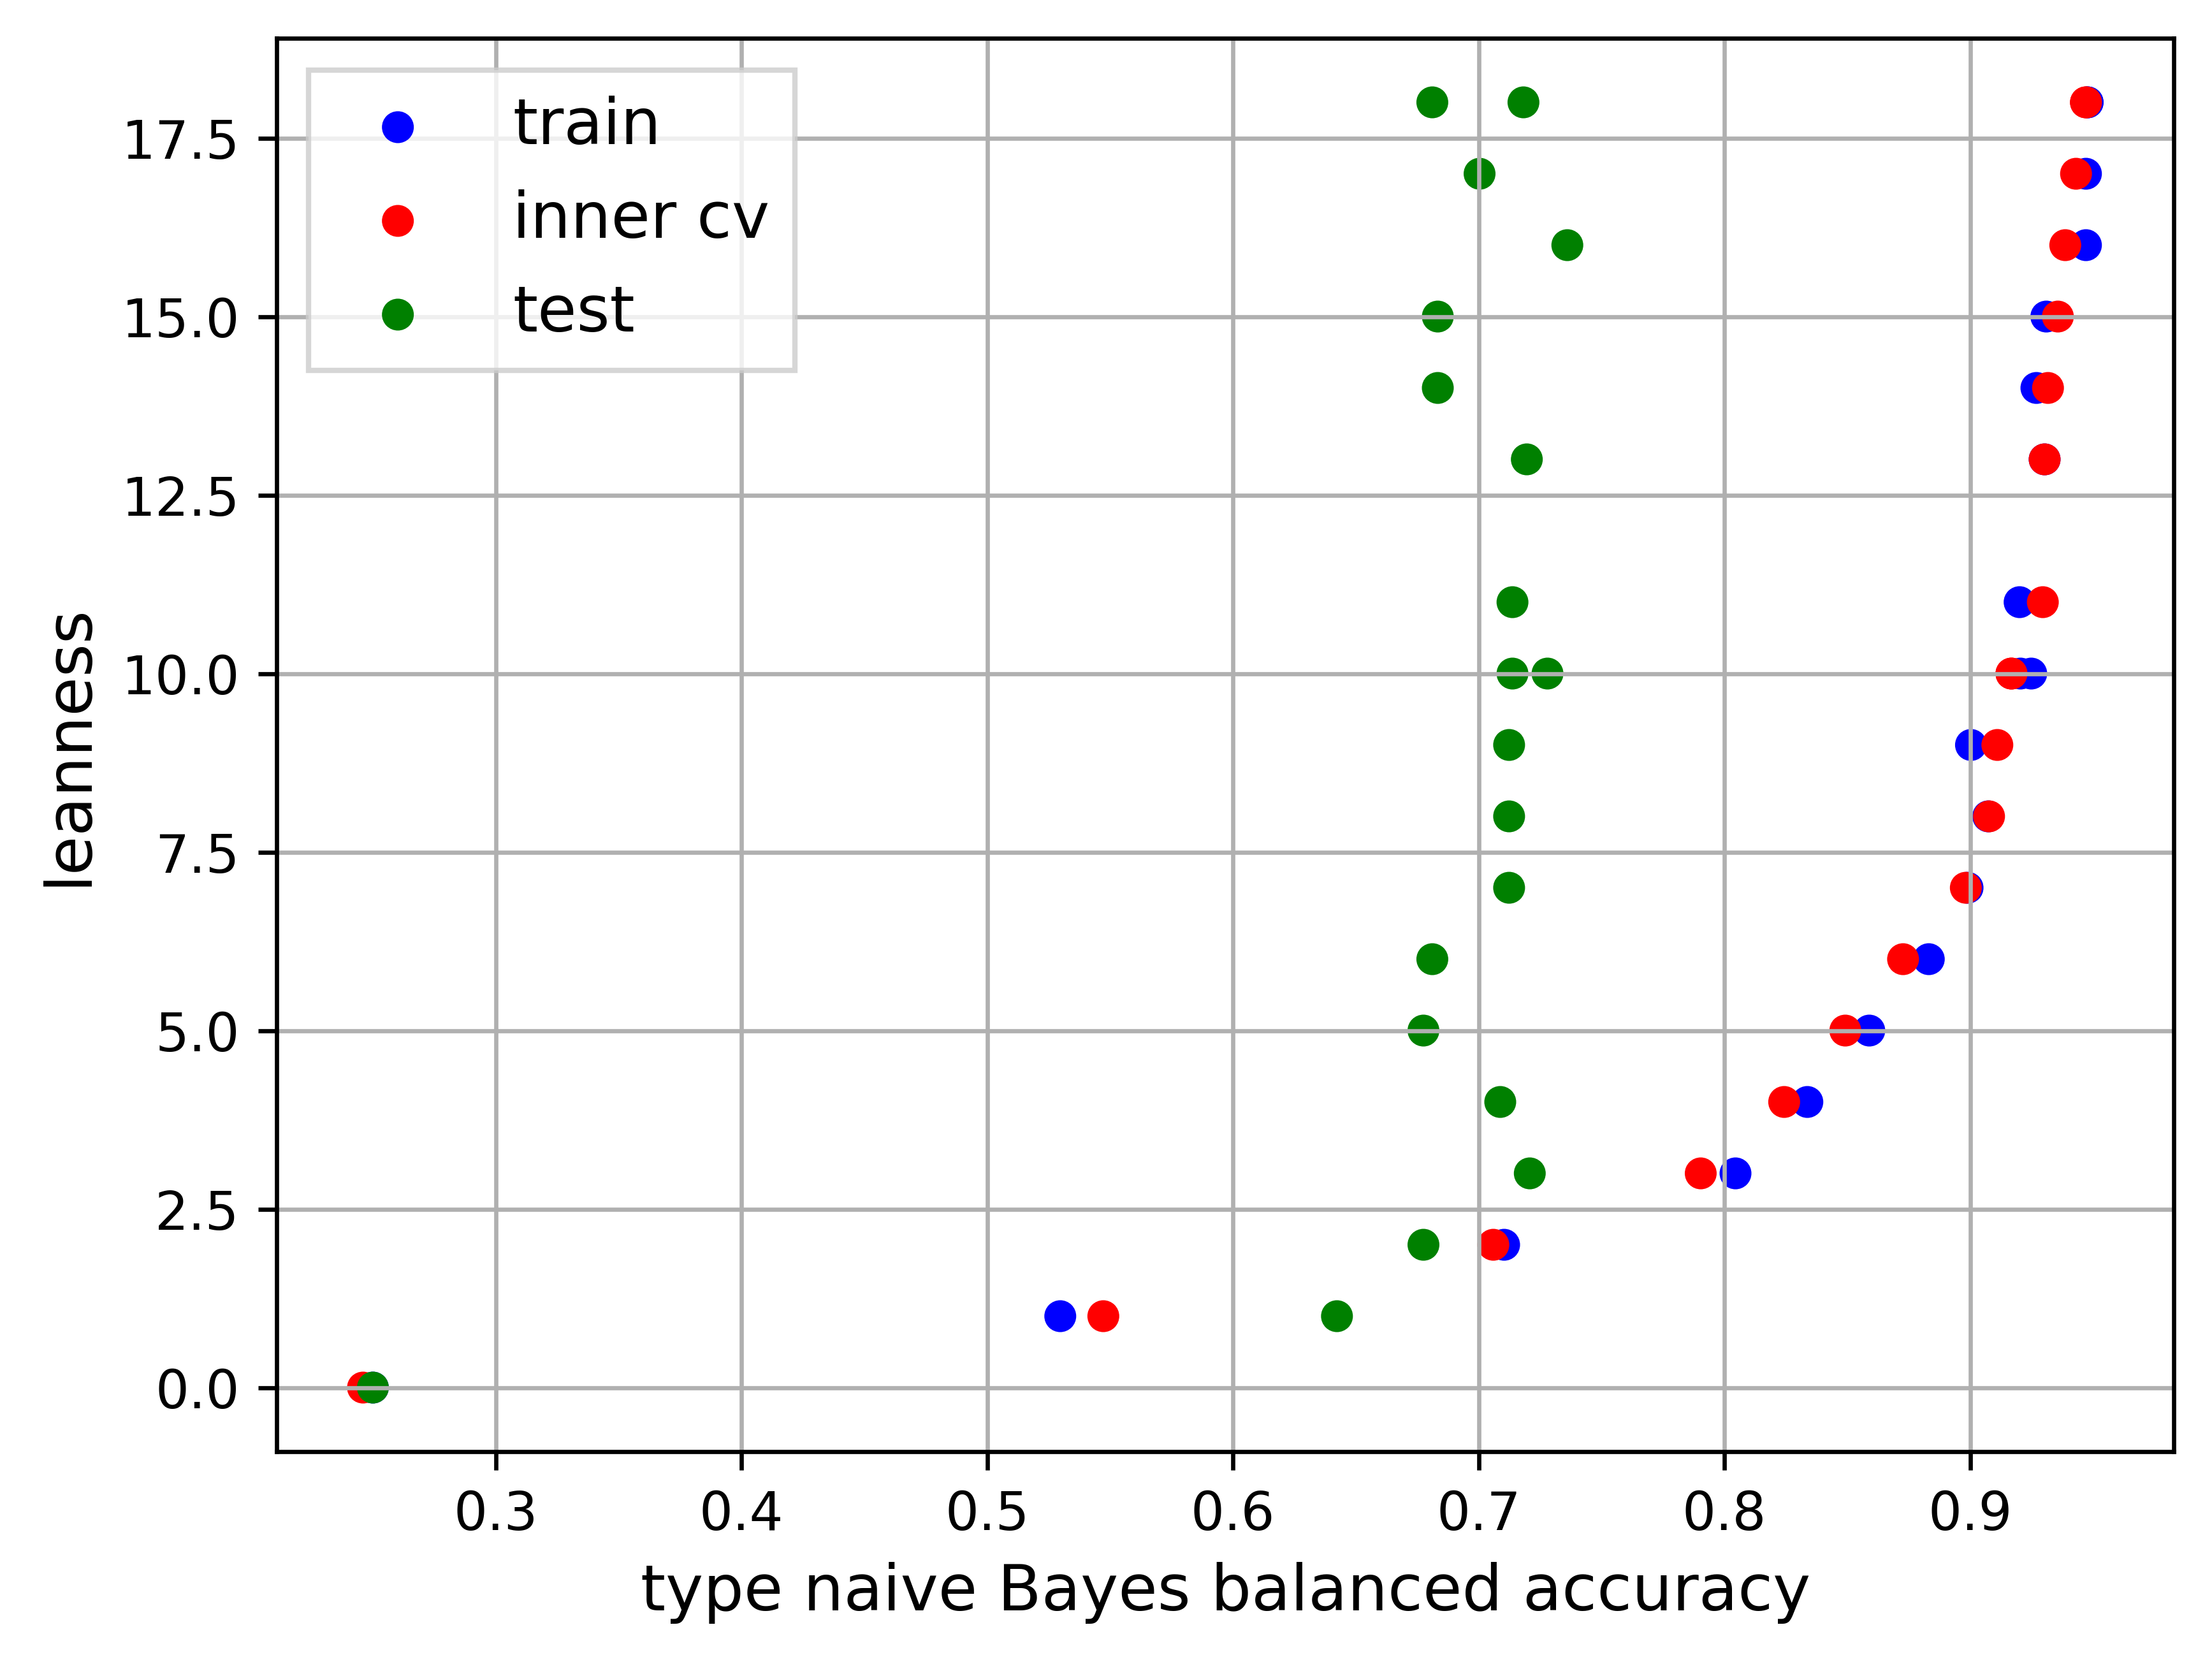 train
inner cv
test
17.5
15.0
12.5
10.0
7.5
5.0
2.5
0.0
leanness
0.3 0.4 0.5 0.6 0.7 0.8 0.9
type naive Bayes balanced accuracy